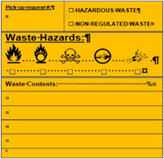 Pick-up-request-#¶
□HAZARDOUS·WASTE¶
□·NON-REGULATED·WASTE¤
Waste·Hazards:¶
Waste·Contents: %¤